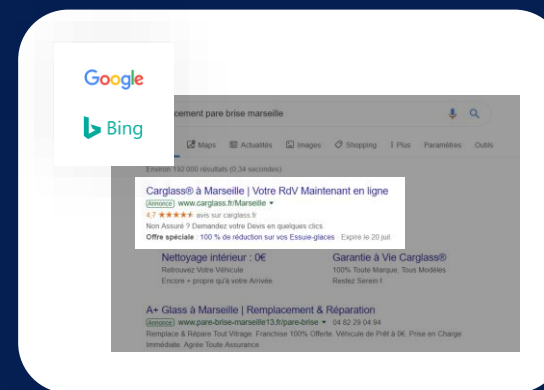 Google
Bing
cement pare brise marseille
Maps Actualités Images Shopping Plus Paramètres Outils
Environ 192 000 résultats (0,34 secondes)
Carglass® à Marseille | Votre RdV Maintenant en ligne
Annonce www.carglass.fr/Marseille
4,7 ★★★★★ avis sur carglass.fr
Non Assuré ? Demandez votre Devis en quelques clics.
Offre spéciale : 100 % de réduction sur vos Essuie-glaces Expire le 20 juil
Nettoyage intérieur : 0€ Garantie à Vie Carglass®
Retrouvez Votre Véhicule 100% Toute Marque, Tous Modèles
Encore + propre qu'à votre Arrivée. Restez Serein !
A+ Glass à Marseille | Remplacement & Réparation
Annonce www.pare-brise-marseille13.fr/pare-brise 04 82 29 04 94
Remplace & Répare Tout Vitrage. Franchise 100% Offerte. Véhicule de Prêt à 0€. Prise en Charge
Immédiate. Agrée Toute Assurance.